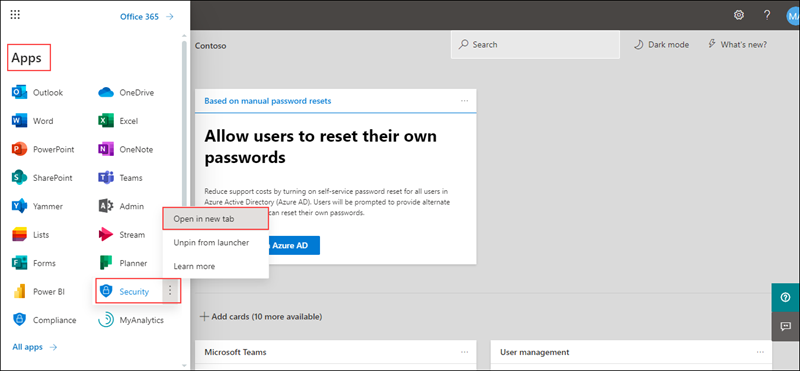 Office 365 →
MA
Apps
Contoso
Search
Dark mode
What's new?
Outlook
OneDrive
Word
Excel
PowerPoint
OneNote
SharePoint
Teams
Yammer
Admin
Lists
Stream
Forms
Planner
Power BI
Security
Compliance
MyAnalytics
All apps →
Open in new tab
Unpin from launcher
Learn more
Based on manual password resets
Allow users to reset their own
passwords
Reduce support costs by turning on self-service password reset for all users in
Azure Active Directory (Azure AD). Users will be prompted to provide alternate
can reset their own passwords.
Azure AD
+ Add cards (10 more available)
Microsoft Teams
User management